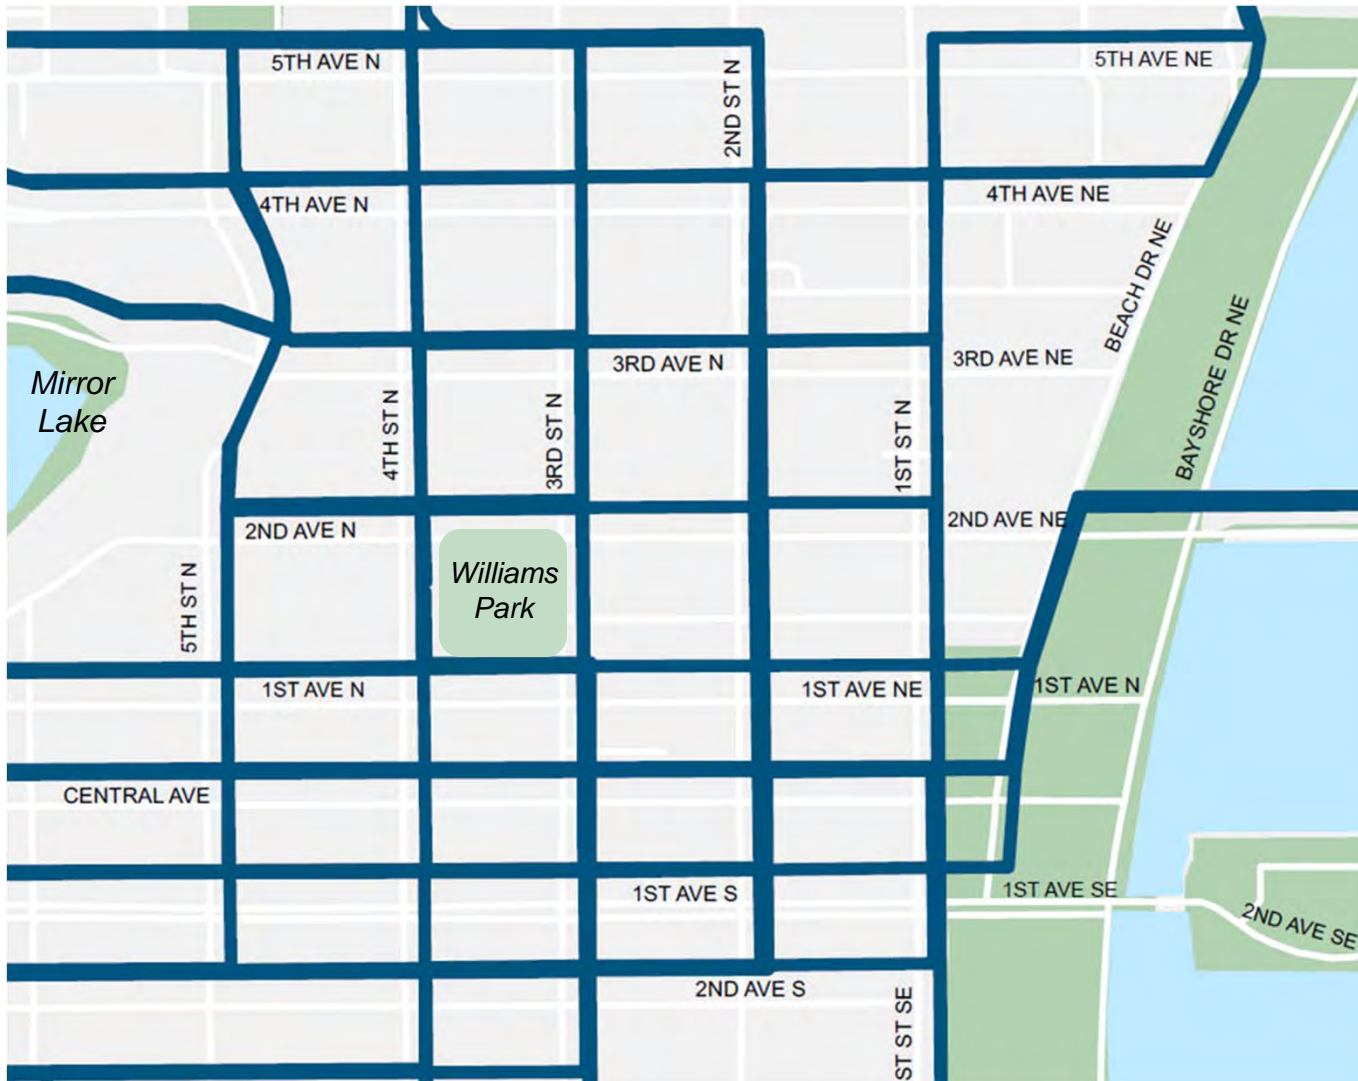 5TH AVE N
5TH AVE NE
2ND ST N
4TH AVE N
4TH AVE NE
BEACH DR NE
BAYSHORE DR NE
3RD AVE N
3RD AVE NE
Mirror
Lake
4TH ST N
3RD ST N
1ST ST N
2ND AVE N
2ND AVE NE
Williams
Park
5TH ST N
1ST AVE N
1ST AVE NE
1ST AVE N
CENTRAL AVE
1ST AVE S
1ST AVE SE
2ND AVE SE
2ND AVE S
ST ST SE